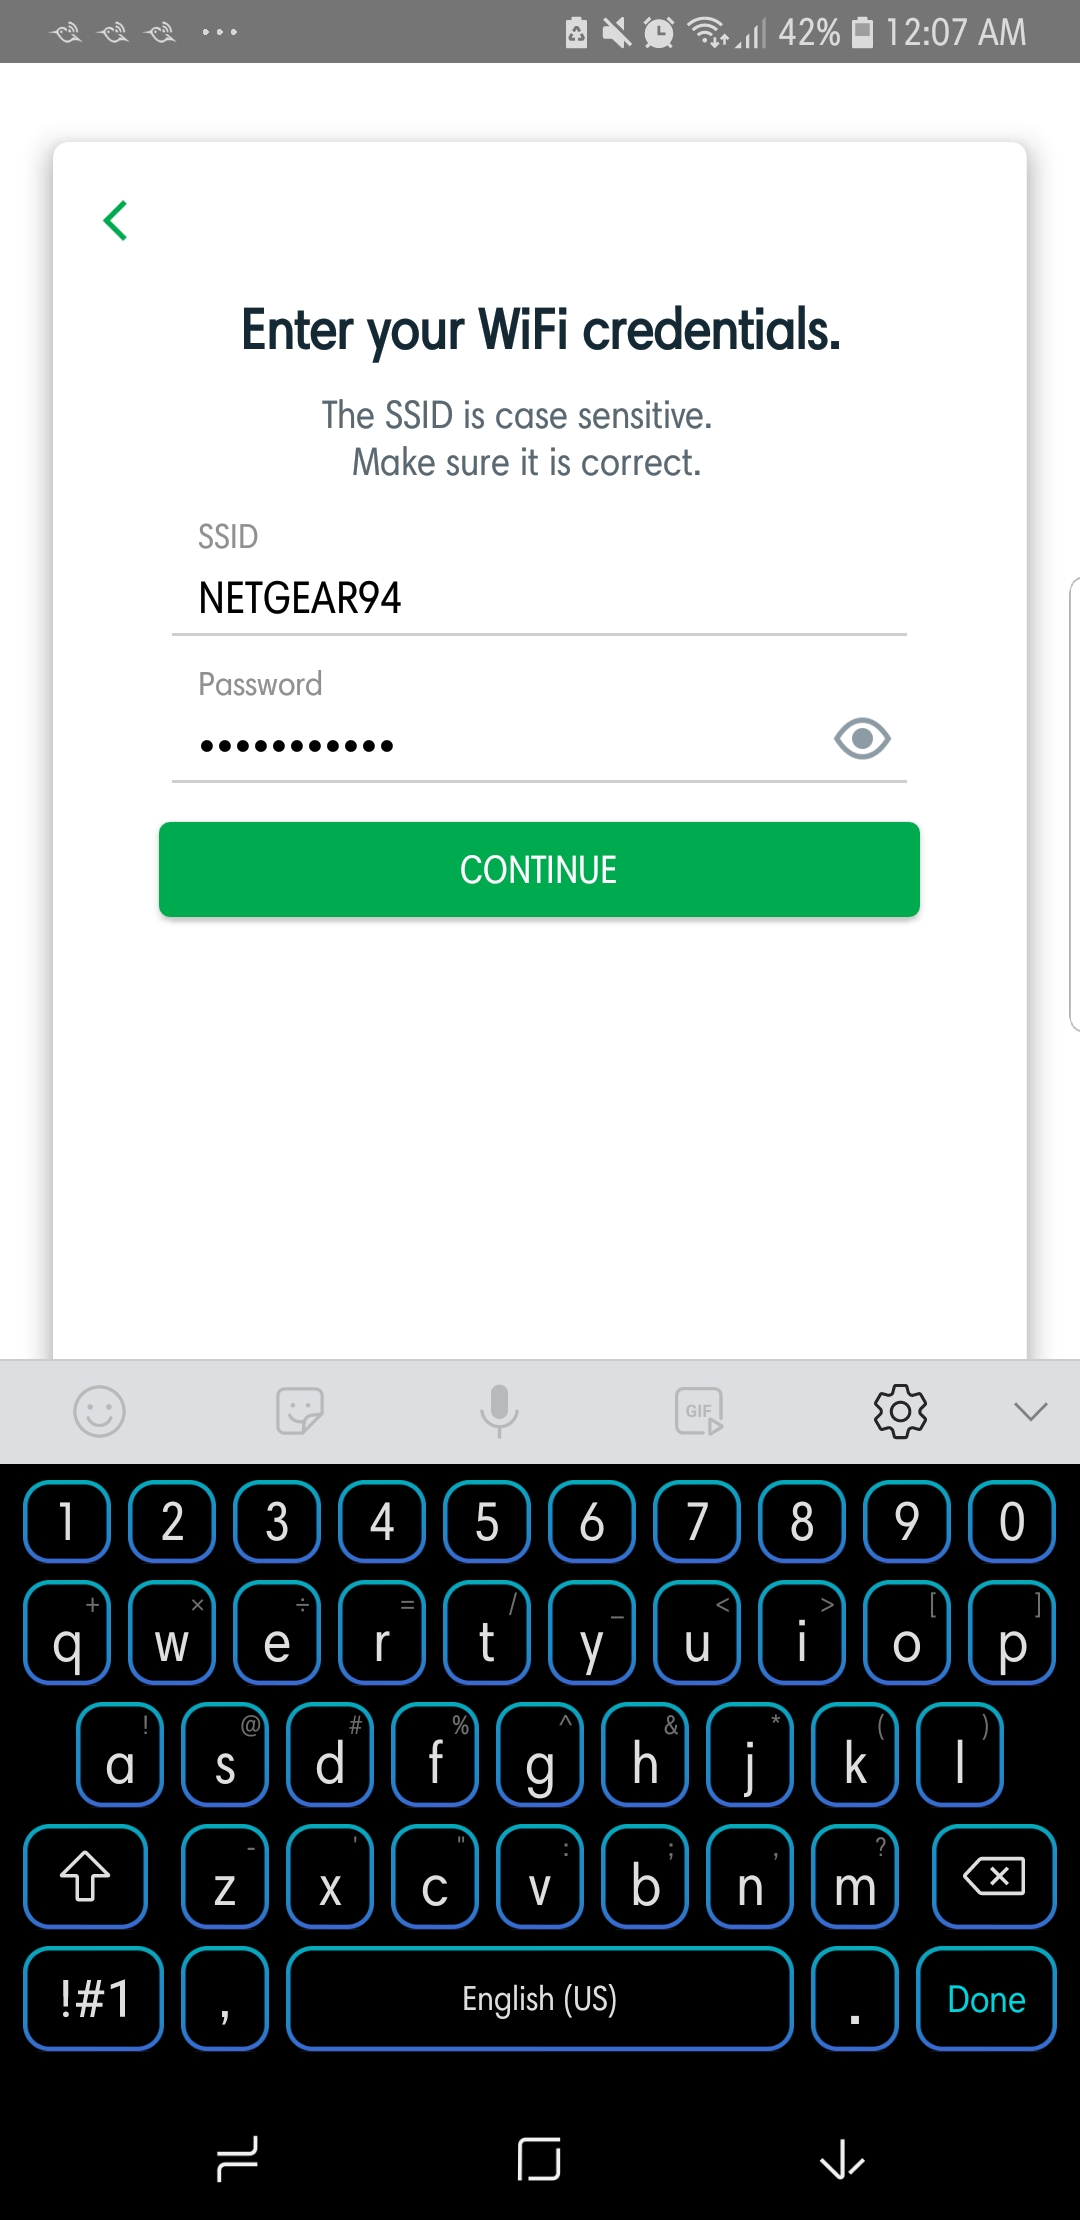 42% 12:07 AM
Enter your WiFi credentials.
The SSID is case sensitive.
Make sure it is correct.
SSID
NETGEAR94
Password
•••••••••••
CONTINUE
GIF
1 2 3 4 5 6 7 8 9 0
+ × ÷ = / _ < > [ ]
q w e r t y u i o p
! @ # % ^ & * ( )
a s d f g h j k l
- ' " : ; , ?
z x c v b n m
!#1 , English (US) . Done